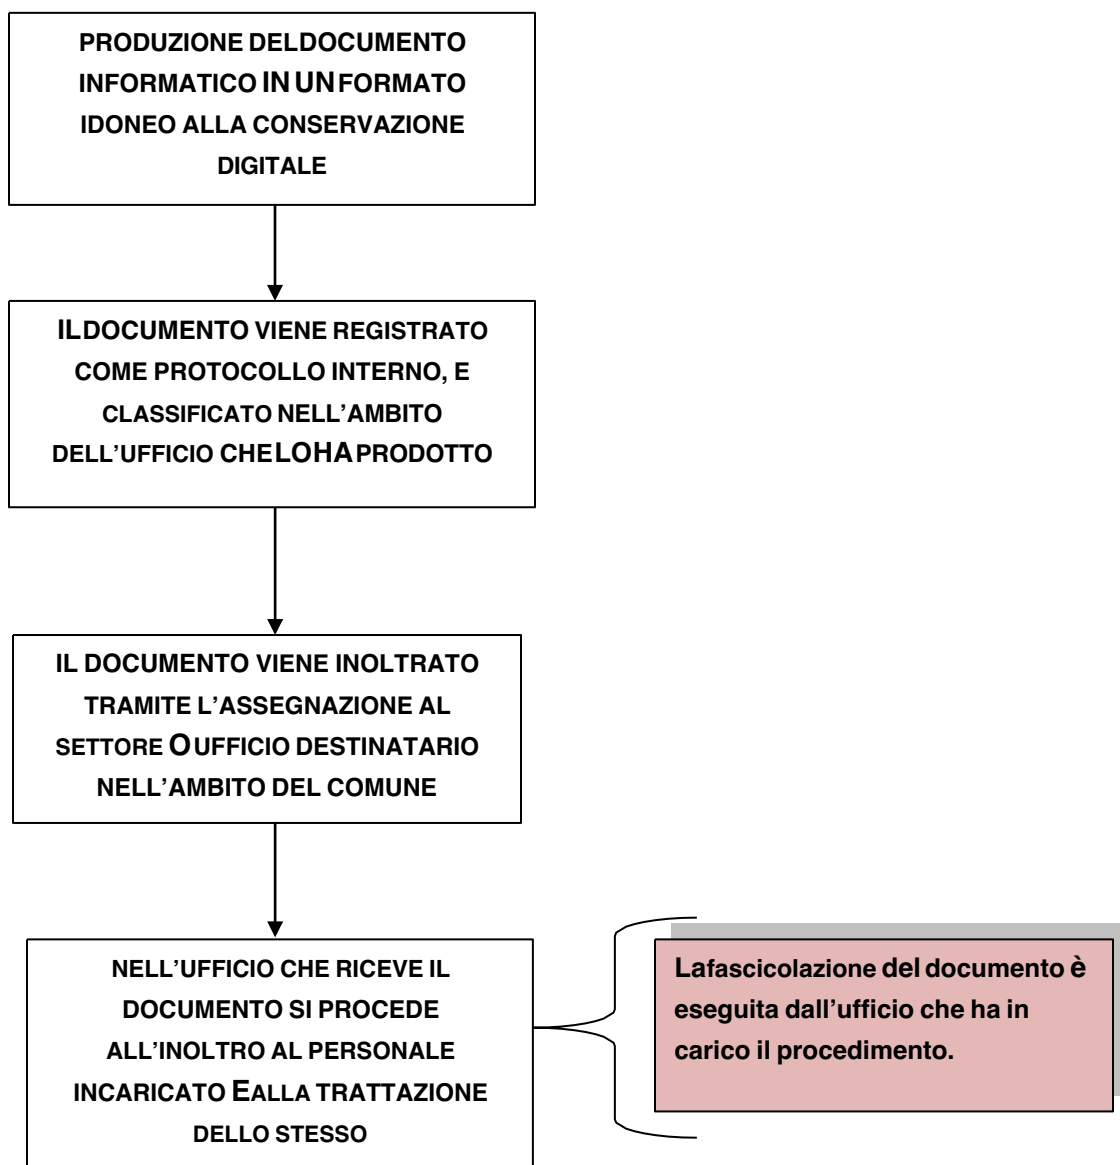 PRODUZIONE DELDOCUMENTO
INFORMATICO IN UNFORMATO
IDONEO ALLA CONSERVAZIONE
DIGITALE
ILDOCUMENTO VIENE REGISTRATO
COME PROTOCOLLO INTERNO, E
CLASSIFICATO NELL’AMBITO
DELL’UFFICIO CHELOHAPRODOTTO
IL DOCUMENTO VIENE INOLTRATO
TRAMITE L’ASSEGNAZIONE AL
SETTORE OUFFICIO DESTINATARIO
NELL’AMBITO DEL COMUNE
NELL’UFFICIO CHE RICEVE IL
DOCUMENTO SI PROCEDE
ALL’INOLTRO AL PERSONALE
INCARICATO EALLA TRATTAZIONE
DELLO STESSO
Lafascicolazione del documento è
eseguita dall’ufficio che ha in
carico il procedimento.